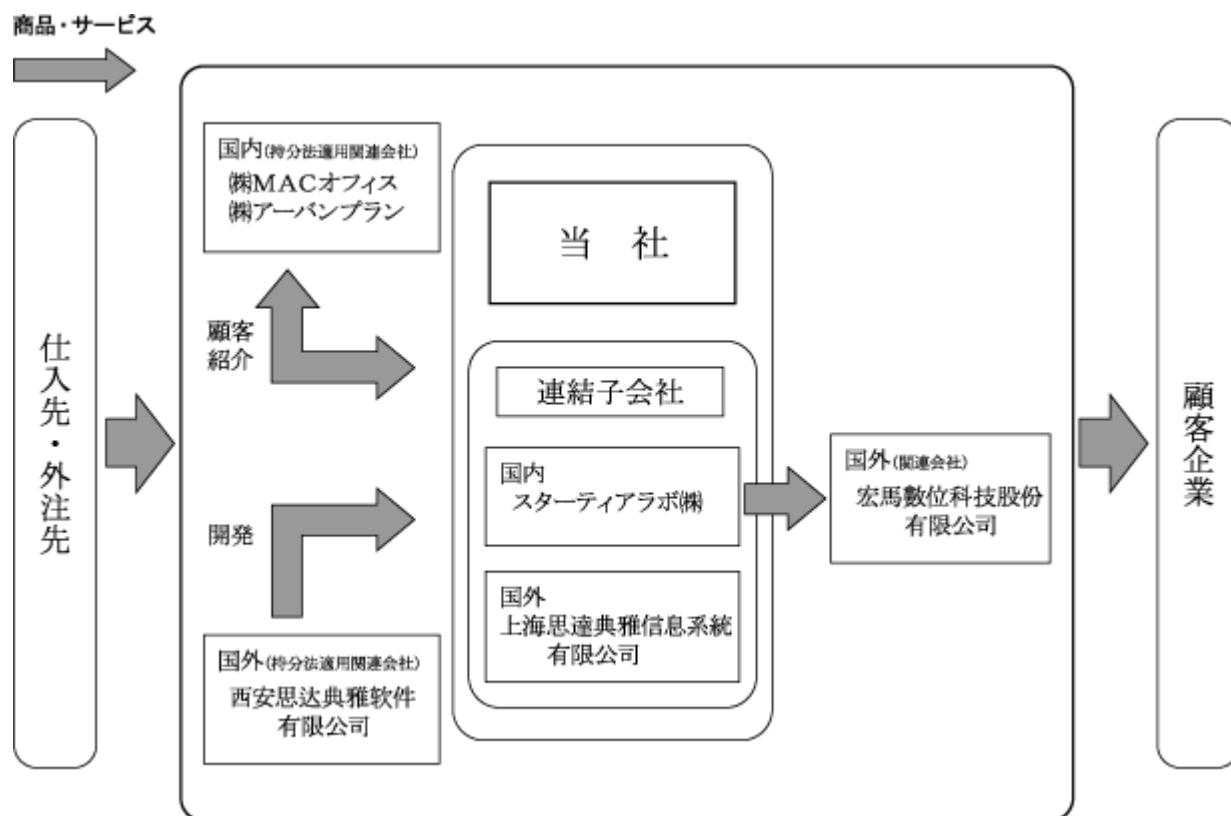 商品・サービス
仕入先・外注先
国内(持分法適用関連会社)
㈱MACオフィス
㈱アーバンプラン
顧客
紹介
開発
国外(持分法適用関連会社)
西安思达典雅软件
有限公司
当 社
連結子会社
国内
スターティアラボ㈱
国外
上海思達典雅信息系統
有限公司
国外(関連会社)
宏馬數位科技股份
有限公司
顧客企業